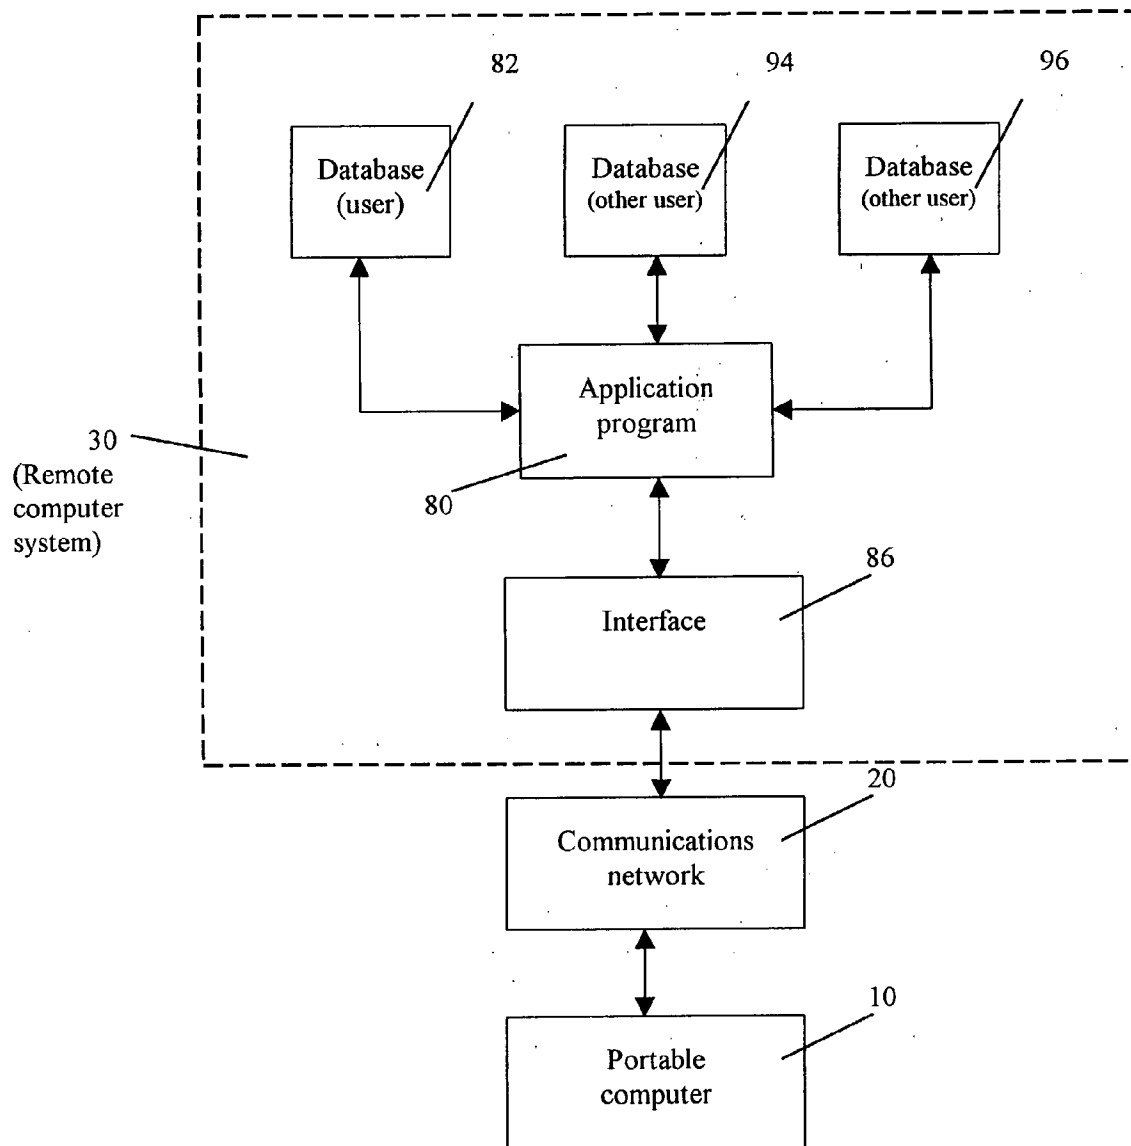 82
94
96
Database
(user)
Database
(other user)
Database
(other user)
Application
program
80
30
(Remote
computer
system)
86
Interface
20
Communications
network
10
Portable
computer